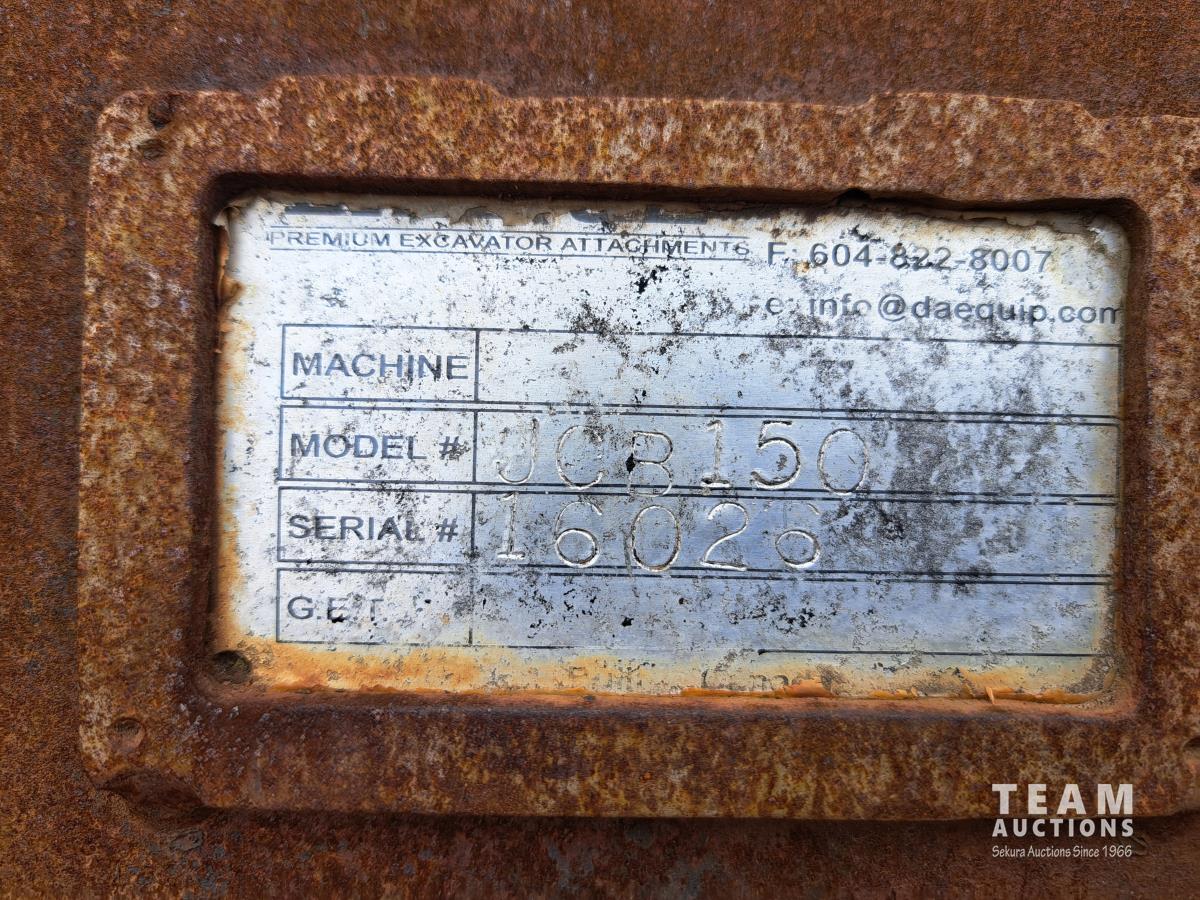 PREMIUM EXCAVATOR ATTACHMENTS F: 604-822-8007
e: info@daequip.com
MACHINE
MODEL # JCB150
SERIAL # 16026
G.E.T.
TEAM
AUCTIONS
Sekura Auctions Since 1966